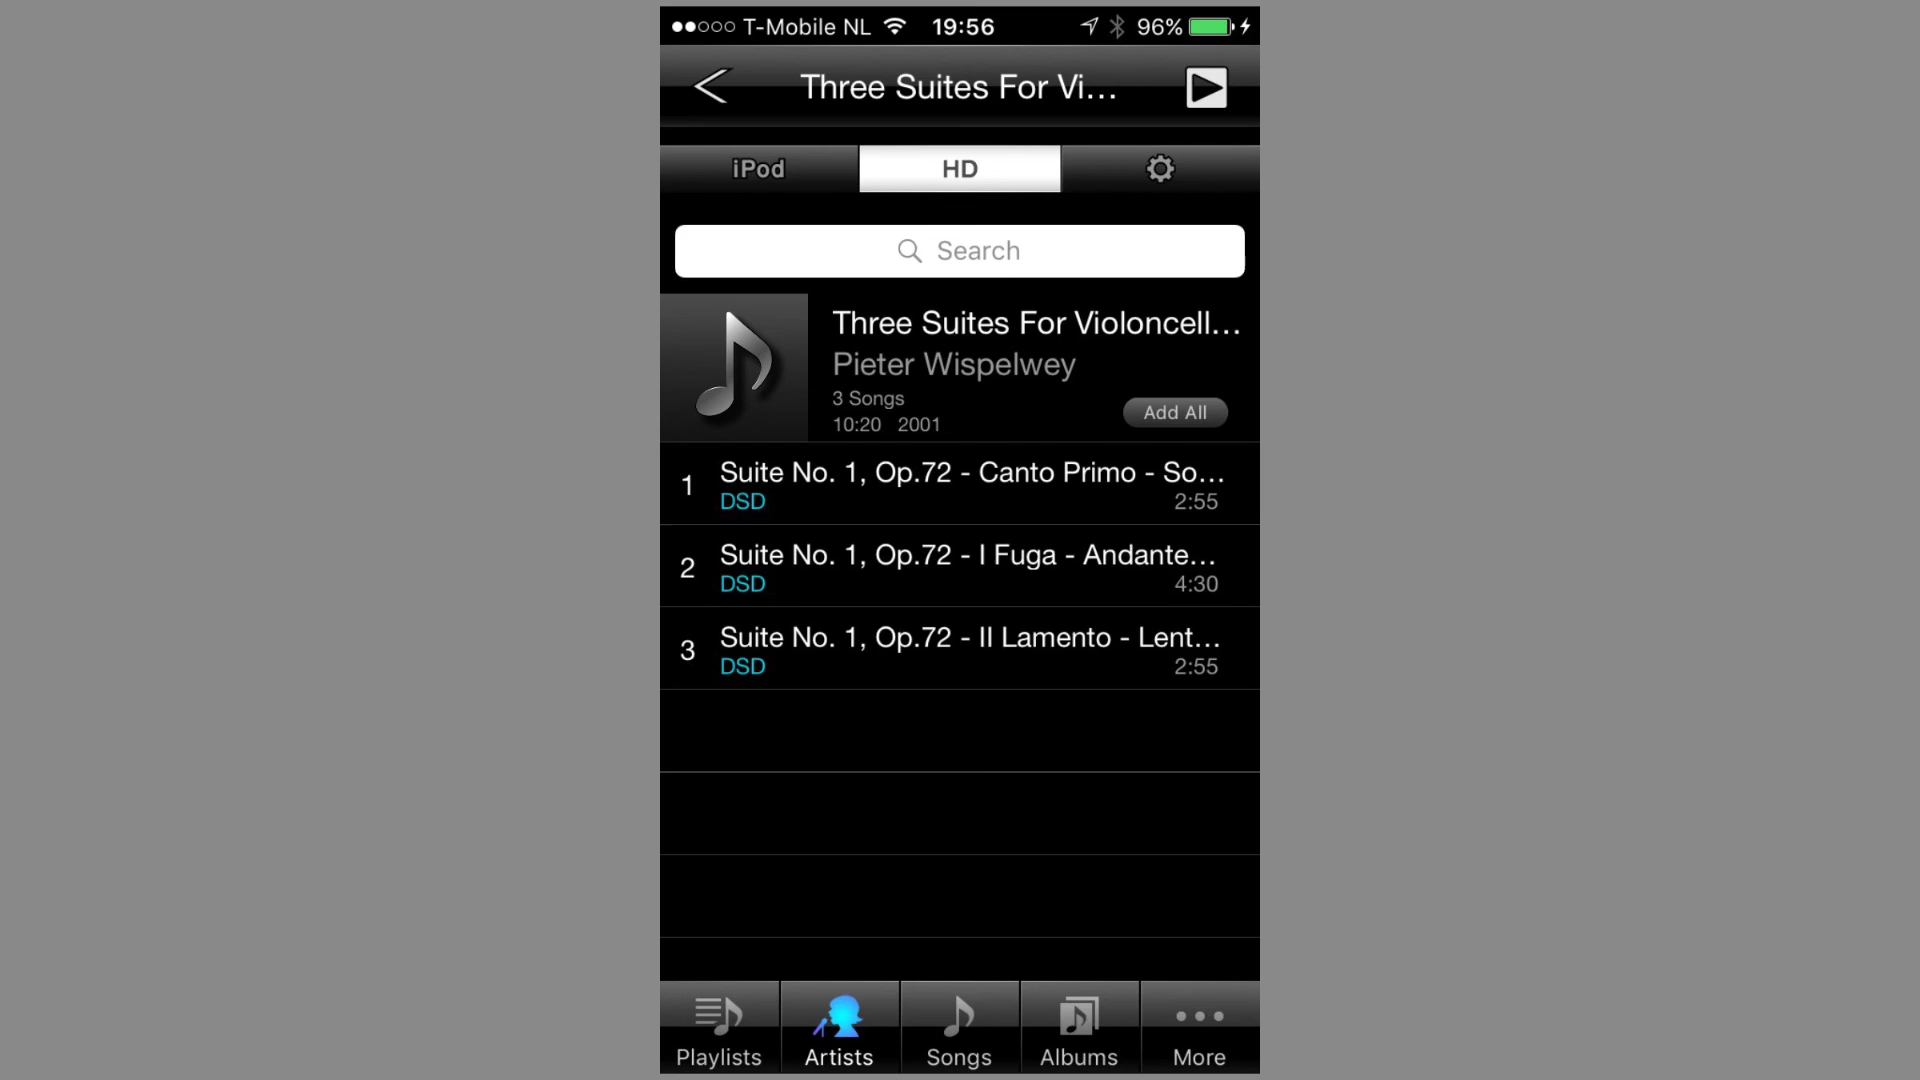 T-Mobile NL 19:56 96%
Three Suites For Vi...
iPod HD
Search
Three Suites For Violoncell...
Pieter Wispelwey
3 Songs
10:20 2001
Add All
1 Suite No. 1, Op.72 - Canto Primo - So...
DSD 2:55
2 Suite No. 1, Op.72 - I Fuga - Andante...
DSD 4:30
3 Suite No. 1, Op.72 - II Lamento - Lent...
DSD 2:55
Playlists Artists Songs Albums More